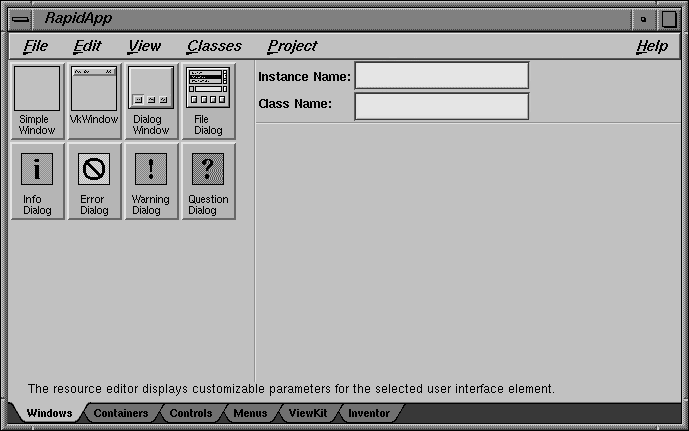 RapidApp
File Edit View Classes Project Help
Simple Window
VkWindow
Dialog Window
File Dialog
Info Dialog
Error Dialog
Warning Dialog
Question Dialog
Instance Name:
Class Name:
The resource editor displays customizable parameters for the selected user interface element.
Windows Containers Controls Menus ViewKit Inventor